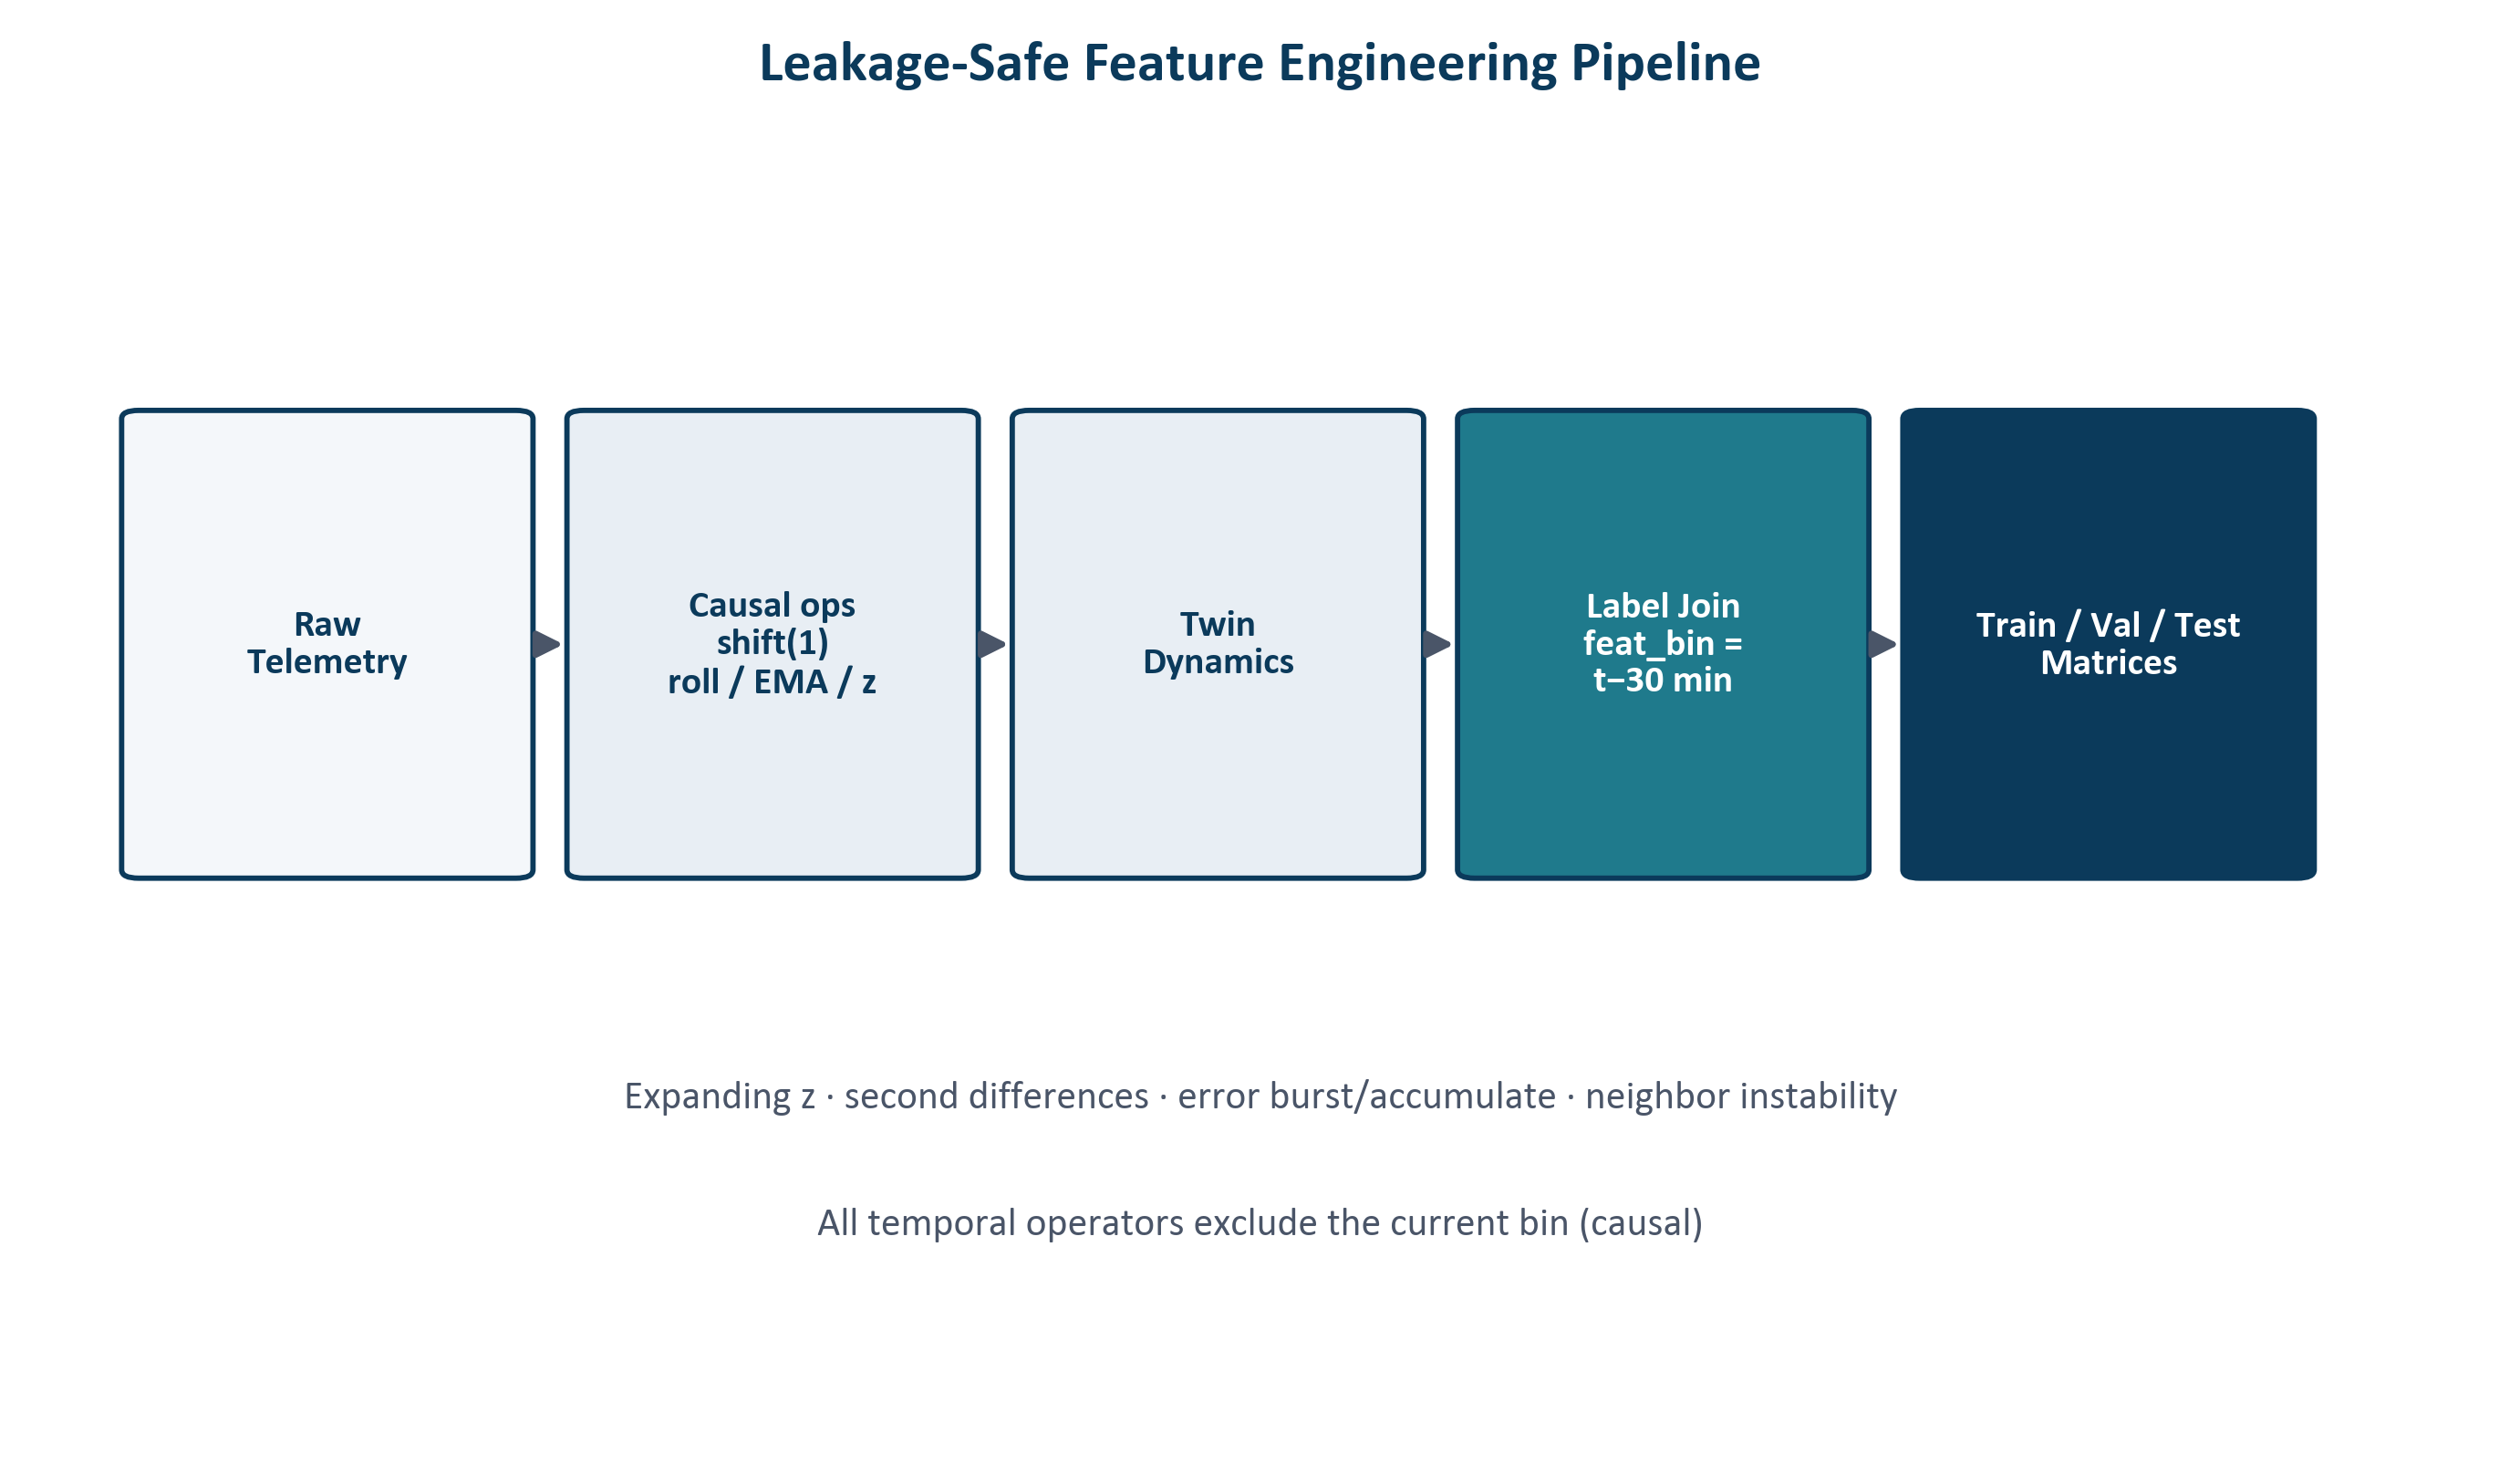 Leakage-Safe Feature Engineering Pipeline
Raw
Telemetry
Causal ops
shift(1)
roll / EMA / z
Twin
Dynamics
Label Join
feat_bin =
t−30 min
Train / Val / Test
Matrices
Expanding z · second differences · error burst/accumulate · neighbor instability
All temporal operators exclude the current bin (causal)